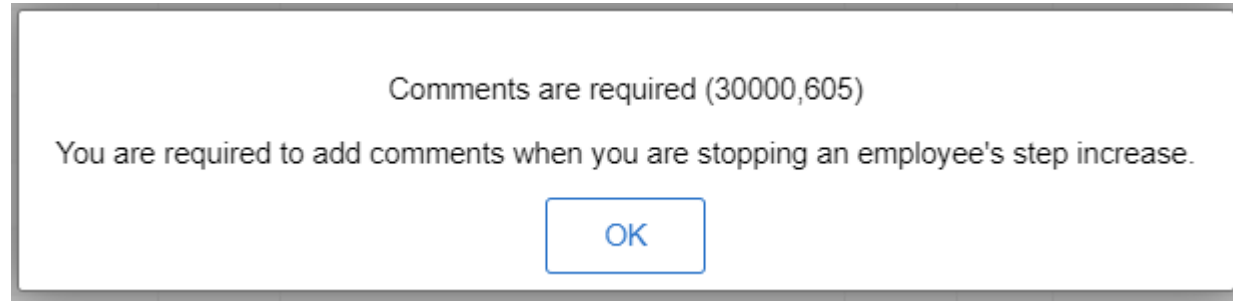 Comments are required (30000,605)
You are required to add comments when you are stopping an employee's step increase.
OK